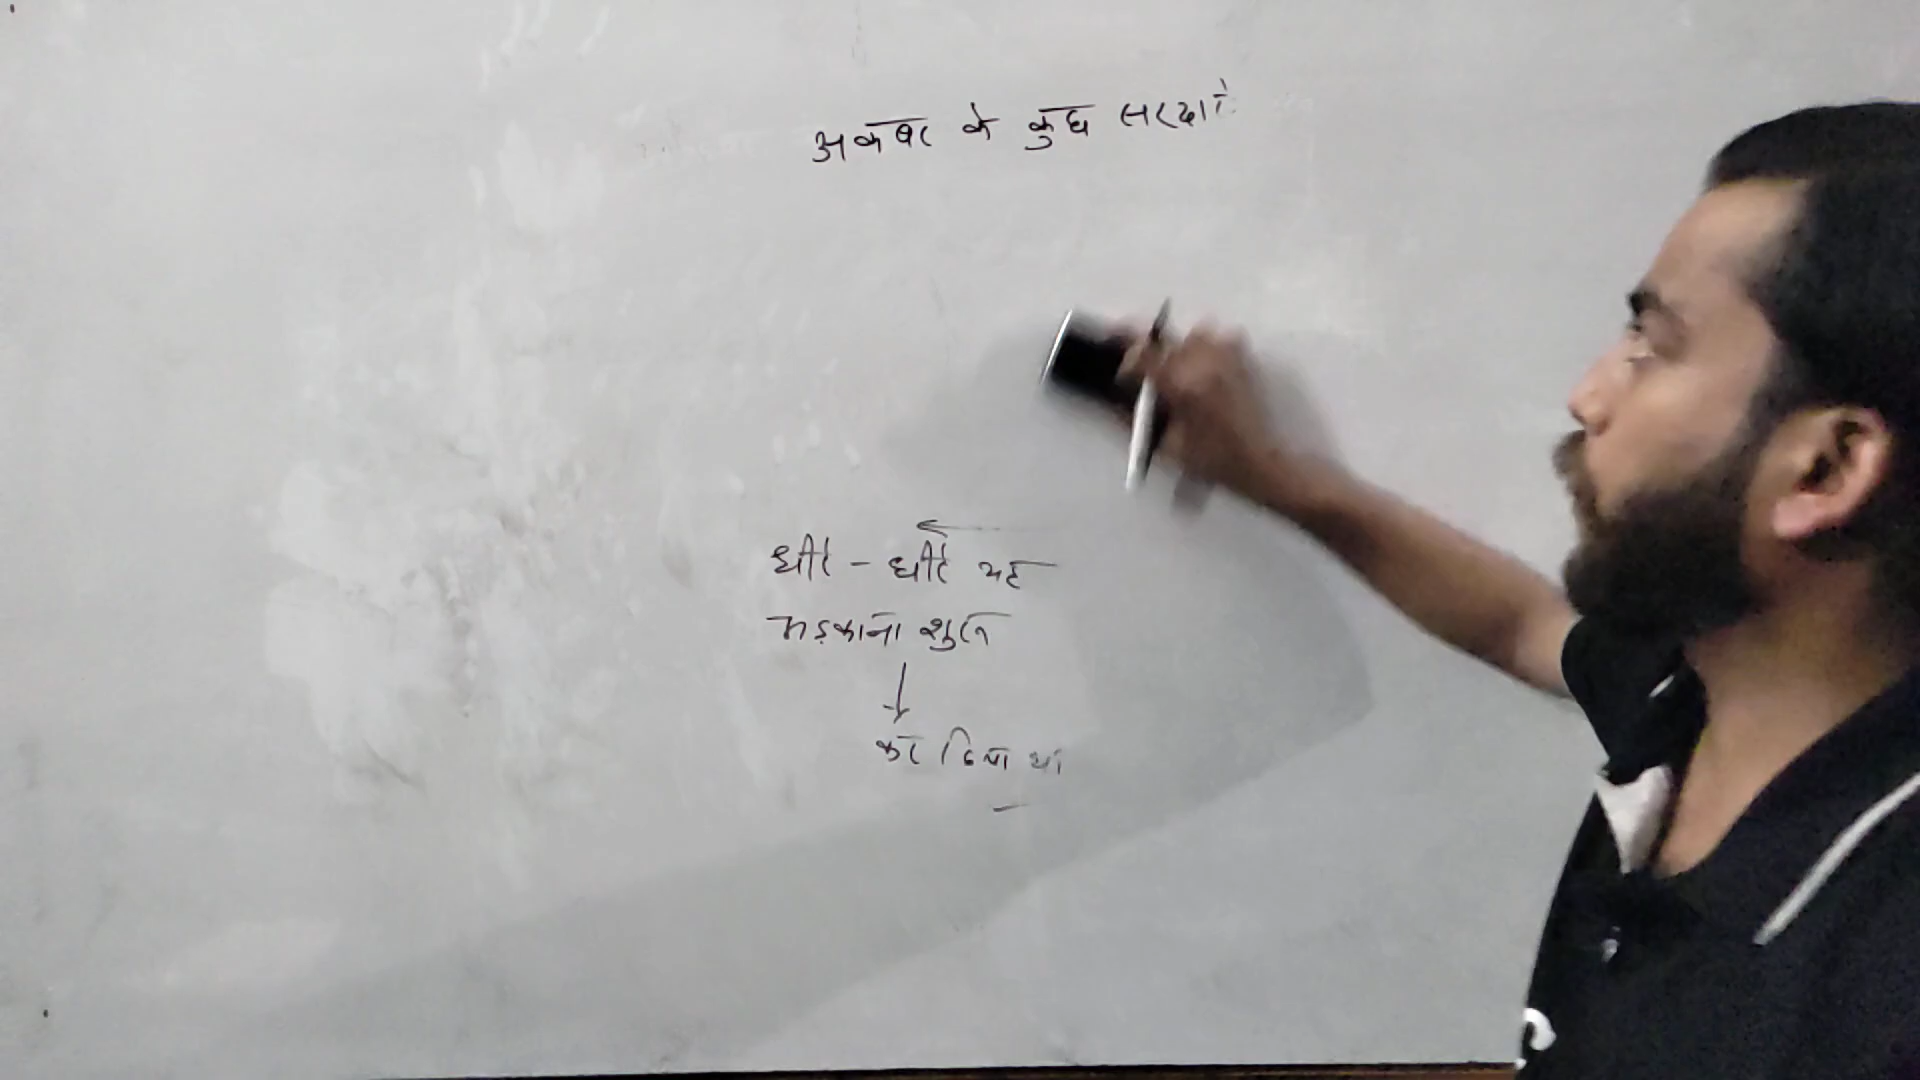 अकबर के कुछ सरदारों
धीरे - धीरे यह
भड़काना शुरू
कर दिया था